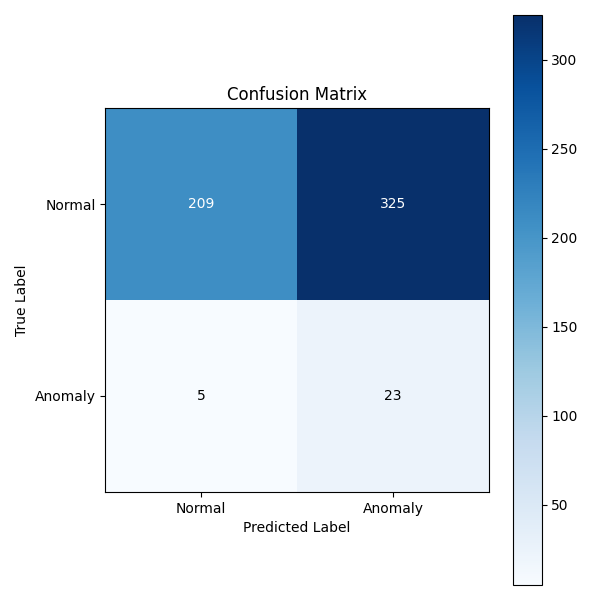 Confusion Matrix
300
250
200
150
100
50
Normal
209
325
Anomaly
5
23
True Label
Normal
Anomaly
Predicted Label